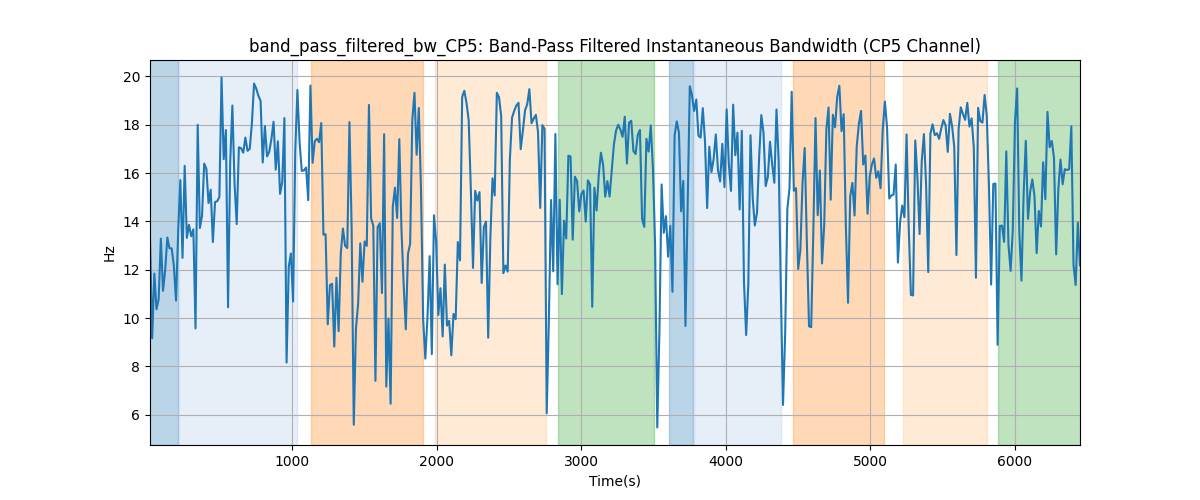 band_pass_filtered_bw_CP5: Band-Pass Filtered Instantaneous Bandwidth (CP5 Channel)
20
18
16
14
12
10
8
6
Hz
1000 2000 3000 4000 5000 6000
Time(s)